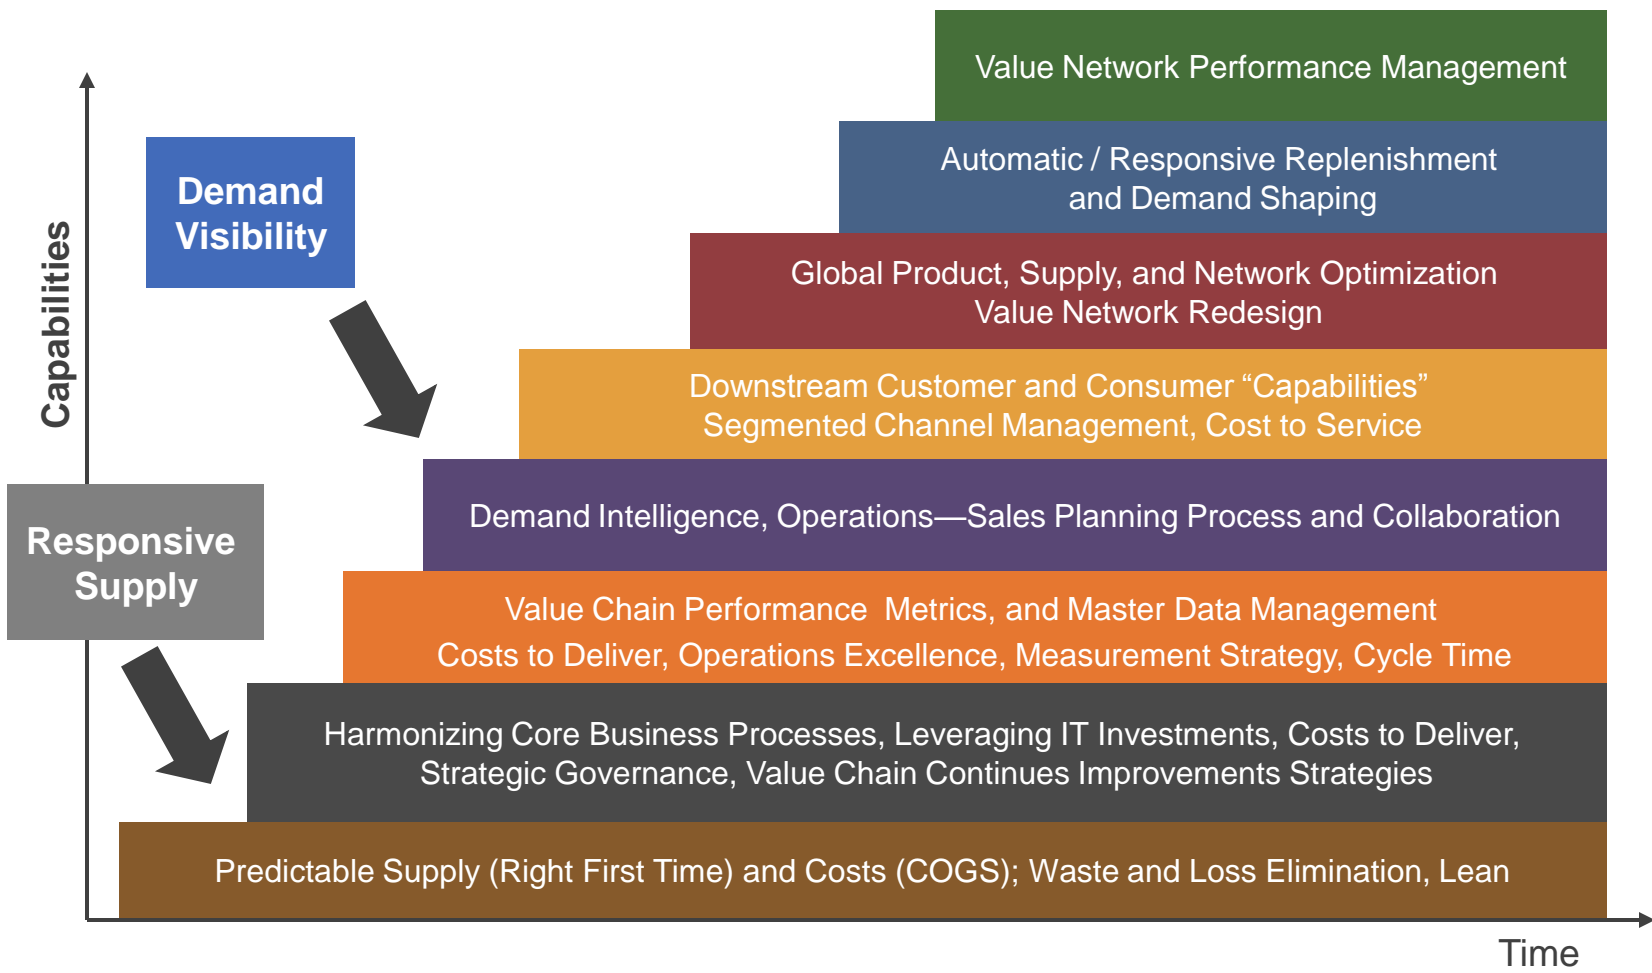 Value Network Performance Management
Automatic / Responsive Replenishment
and Demand Shaping
Demand
Visibility
Global Product, Supply, and Network Optimization
Value Network Redesign
Capabilities
Downstream Customer and Consumer “Capabilities”
Segmented Channel Management, Cost to Service
Demand Intelligence, Operations—Sales Planning Process and Collaboration
Responsive
Supply
Value Chain Performance  Metrics, and Master Data Management
Costs to Deliver, Operations Excellence, Measurement Strategy, Cycle Time
Harmonizing Core Business Processes, Leveraging IT Investments, Costs to Deliver,
Strategic Governance, Value Chain Continues Improvements Strategies
Predictable Supply (Right First Time) and Costs (COGS); Waste and Loss Elimination, Lean
Time